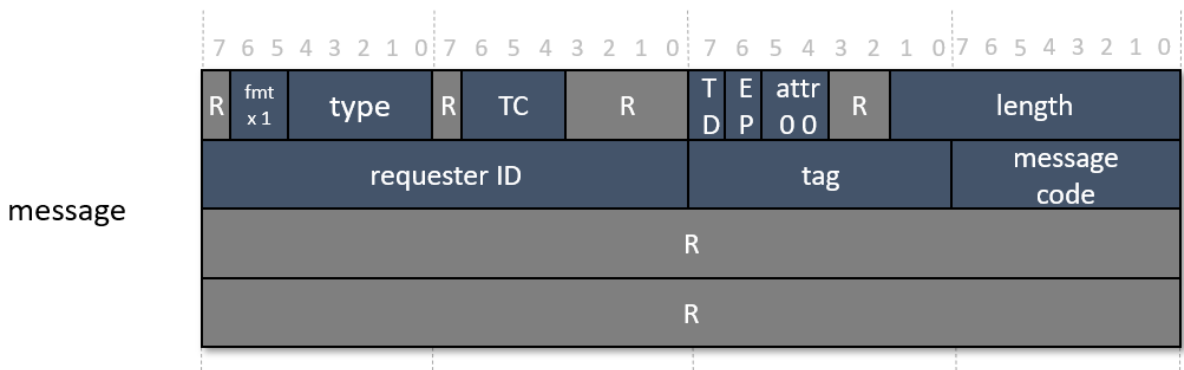 7 6 5 4 3 2 1 0 7 6 5 4 3 2 1 0 7 6 5 4 3 2 1 0 7 6 5 4 3 2 1 0
R fmt x 1 type R TC R TD EP attr 0 0 R length
requester ID tag message code
message
R
R